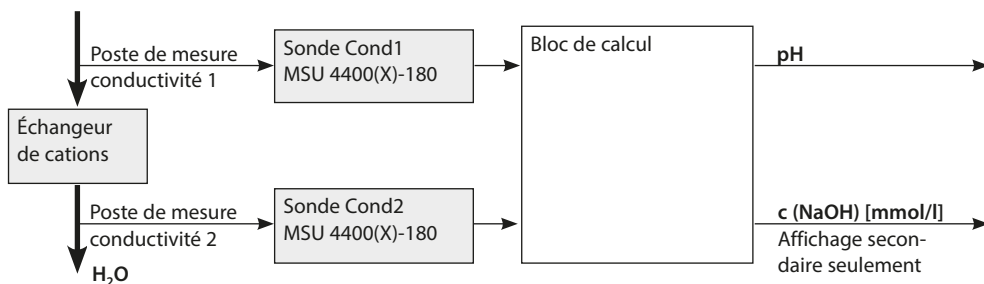 Poste de mesure
conductivité 1
Sonde Cond1
MSU 4400(X)-180
Bloc de calcul
pH
Échangeur
de cations
Poste de mesure
conductivité 2
Sonde Cond2
MSU 4400(X)-180
c (NaOH) [mmol/l]
Affichage secon-
daire seulement
H₂O